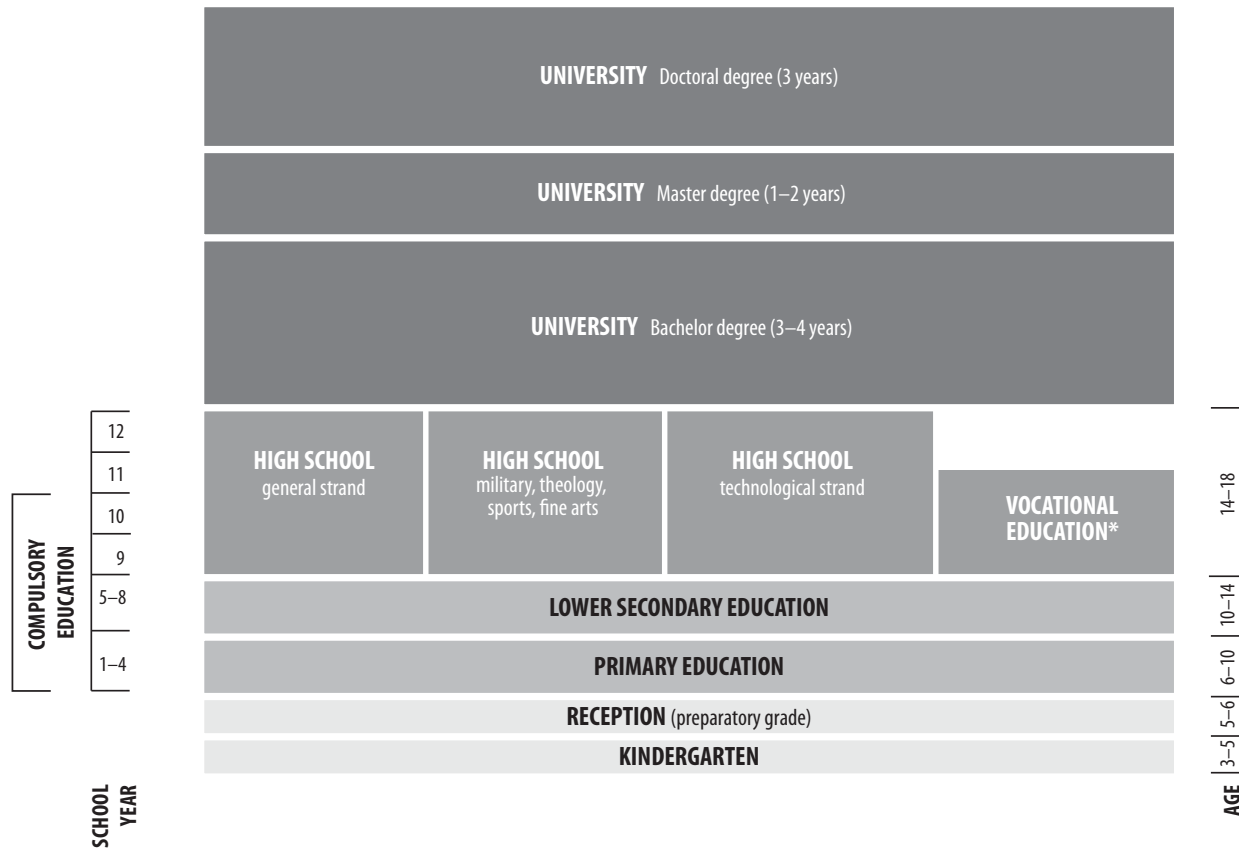 UNIVERSITY Doctoral degree (3 years)
UNIVERSITY Master degree (1–2 years)
UNIVERSITY Bachelor degree (3–4 years)
12
11
10
9
5–8
1–4
COMPULSORY
EDUCATION
SCHOOL
YEAR
HIGH SCHOOL
general strand
HIGH SCHOOL
military, theology,
sports, fine arts
HIGH SCHOOL
technological strand
VOCATIONAL
EDUCATION*
LOWER SECONDARY EDUCATION
PRIMARY EDUCATION
RECEPTION (preparatory grade)
KINDERGARTEN
14–18
10–14
6–10
5–6
3–5
AGE